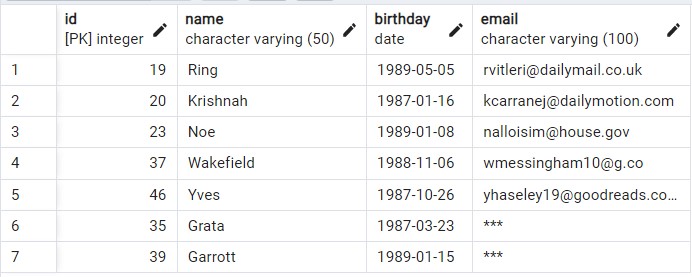 id name birthday email
[PK] integer character varying (50) date character varying (100)
1 19 Ring 1989-05-05 rvitleri@dailymail.co.uk
2 20 Krishnah 1987-01-16 kcarranej@dailymotion.com
3 23 Noe 1989-01-08 nalloisim@house.gov
4 37 Wakefield 1988-11-06 wmessingham10@g.co
5 46 Yves 1987-10-26 yhaseley19@goodreads.co...
6 35 Grata 1987-03-23 ***
7 39 Garrott 1989-01-15 ***